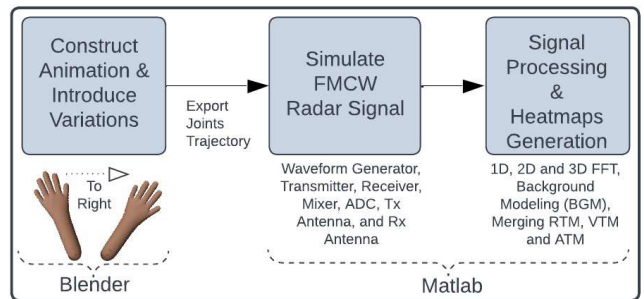 Construct
Animation &
Introduce
Variations
Export
Joints
Trajectory
Simulate
FMCW
Radar Signal
Signal
Processing
&
Heatmaps
Generation
To
Right
Waveform Generator,
Transmitter, Receiver,
Mixer, ADC, Tx
Antenna, and Rx
Antenna
1D, 2D and 3D FFT,
Background
Modeling (BGM),
Merging RTM, VTM
and ATM
Blender
Matlab